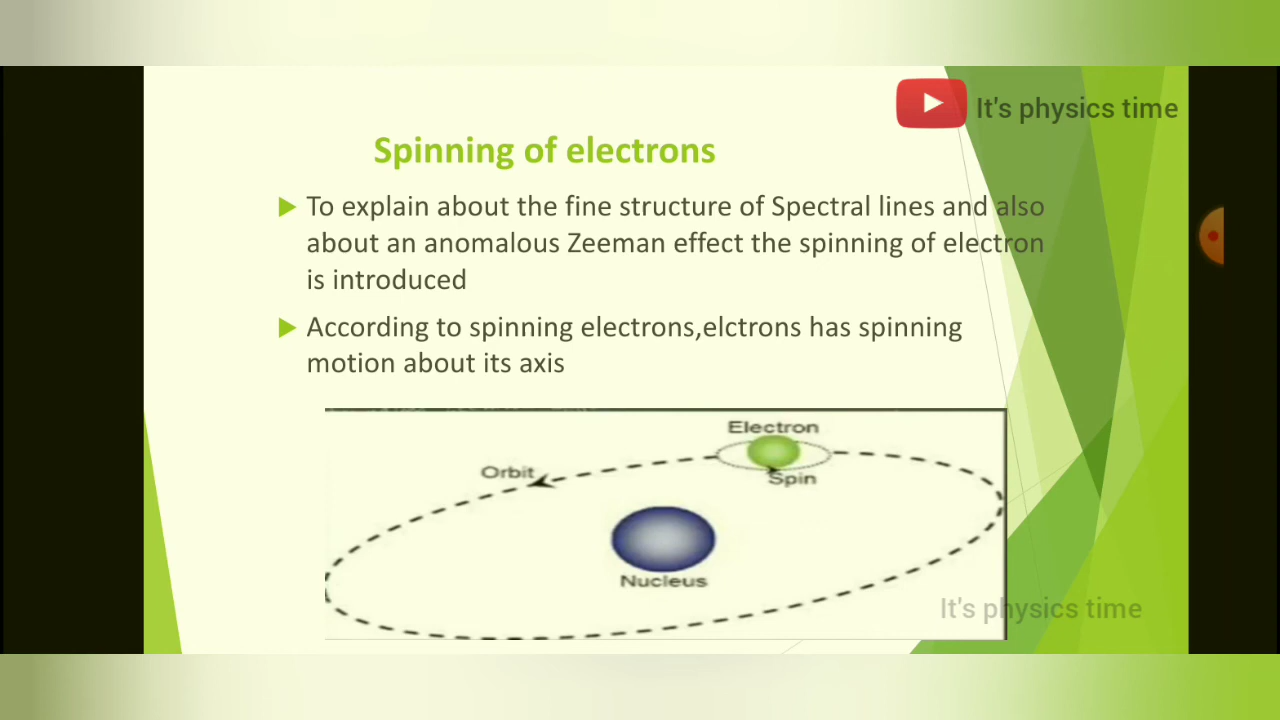 It's physics time
Spinning of electrons
To explain about the fine structure of Spectral lines and also
about an anomalous Zeeman effect the spinning of electron
is introduced
According to spinning electrons,elctrons has spinning
motion about its axis
Electron
Orbit
Spin
Nucleus
It's physics time